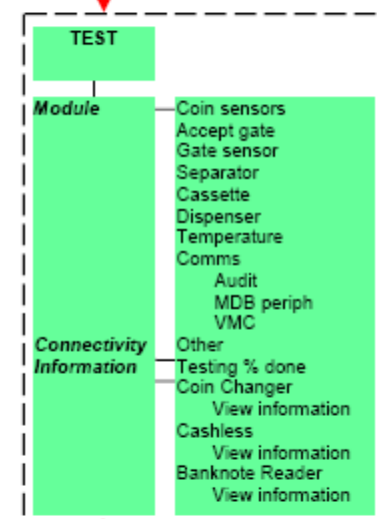 TEST
Module
Coin sensors
Accept gate
Gate sensor
Separator
Cassette
Dispenser
Temperature
Comms
Audit
MDB periph
VMC
Connectivity
Other
Information
Testing % done
Coin Changer
View information
Cashless
View information
Banknote Reader
View information